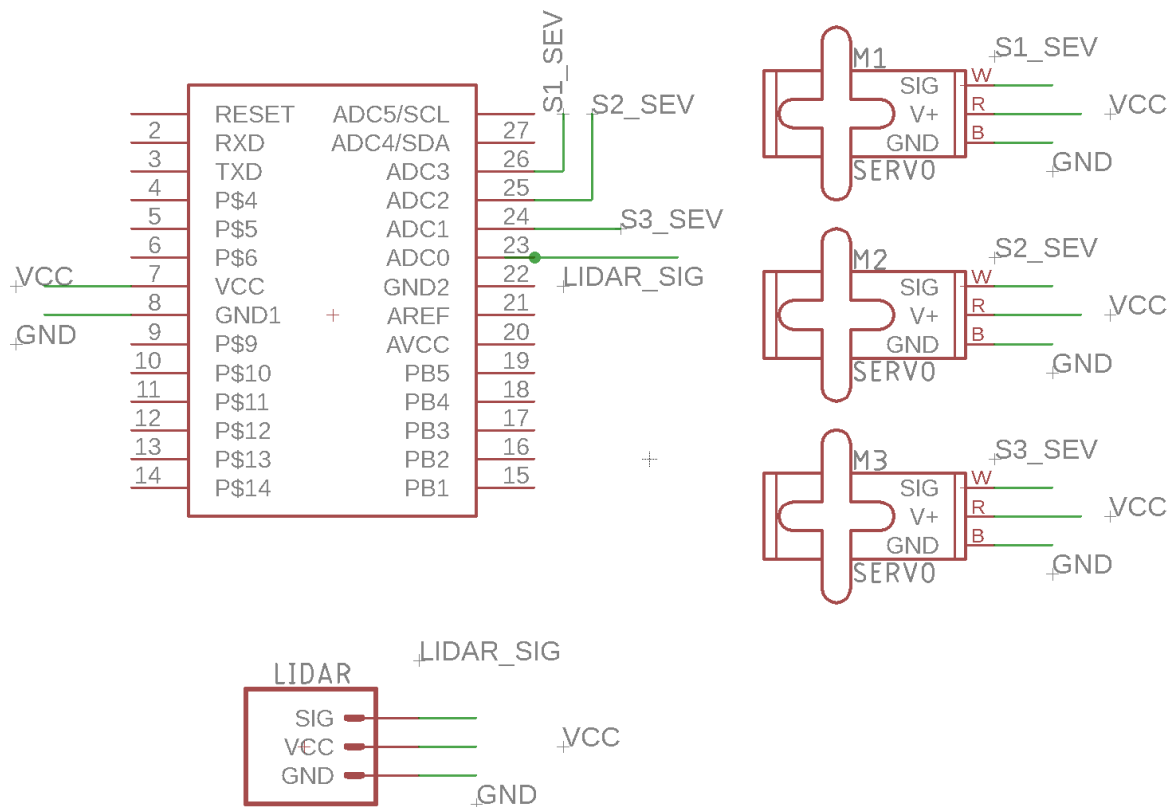 S1_SEV
S2_SEV
S3_SEV
LIDAR_SIG
RESET ADC5/SCL
2 RXD ADC4/SDA 27
3 TXD ADC3 26
4 P$4 ADC2 25
5 P$5 ADC1 24
6 P$6 ADC0 23
7 VCC GND2 22
8 GND1 AREF 21
9 P$9 AVCC 20
10 P$10 PB5 19
11 P$11 PB4 18
12 P$12 PB3 17
13 P$13 PB2 16
14 P$14 PB1 15
VCC
GND
M1 S1_SEV
SIG W
V+ R VCC
GND B
SERVO GND
M2 S2_SEV
SIG W
V+ R VCC
GND B
SERVO GND
M3 S3_SEV
SIG W
V+ R VCC
GND B
SERVO GND
LIDAR LIDAR_SIG
SIG
VCC VCC
GND
GND